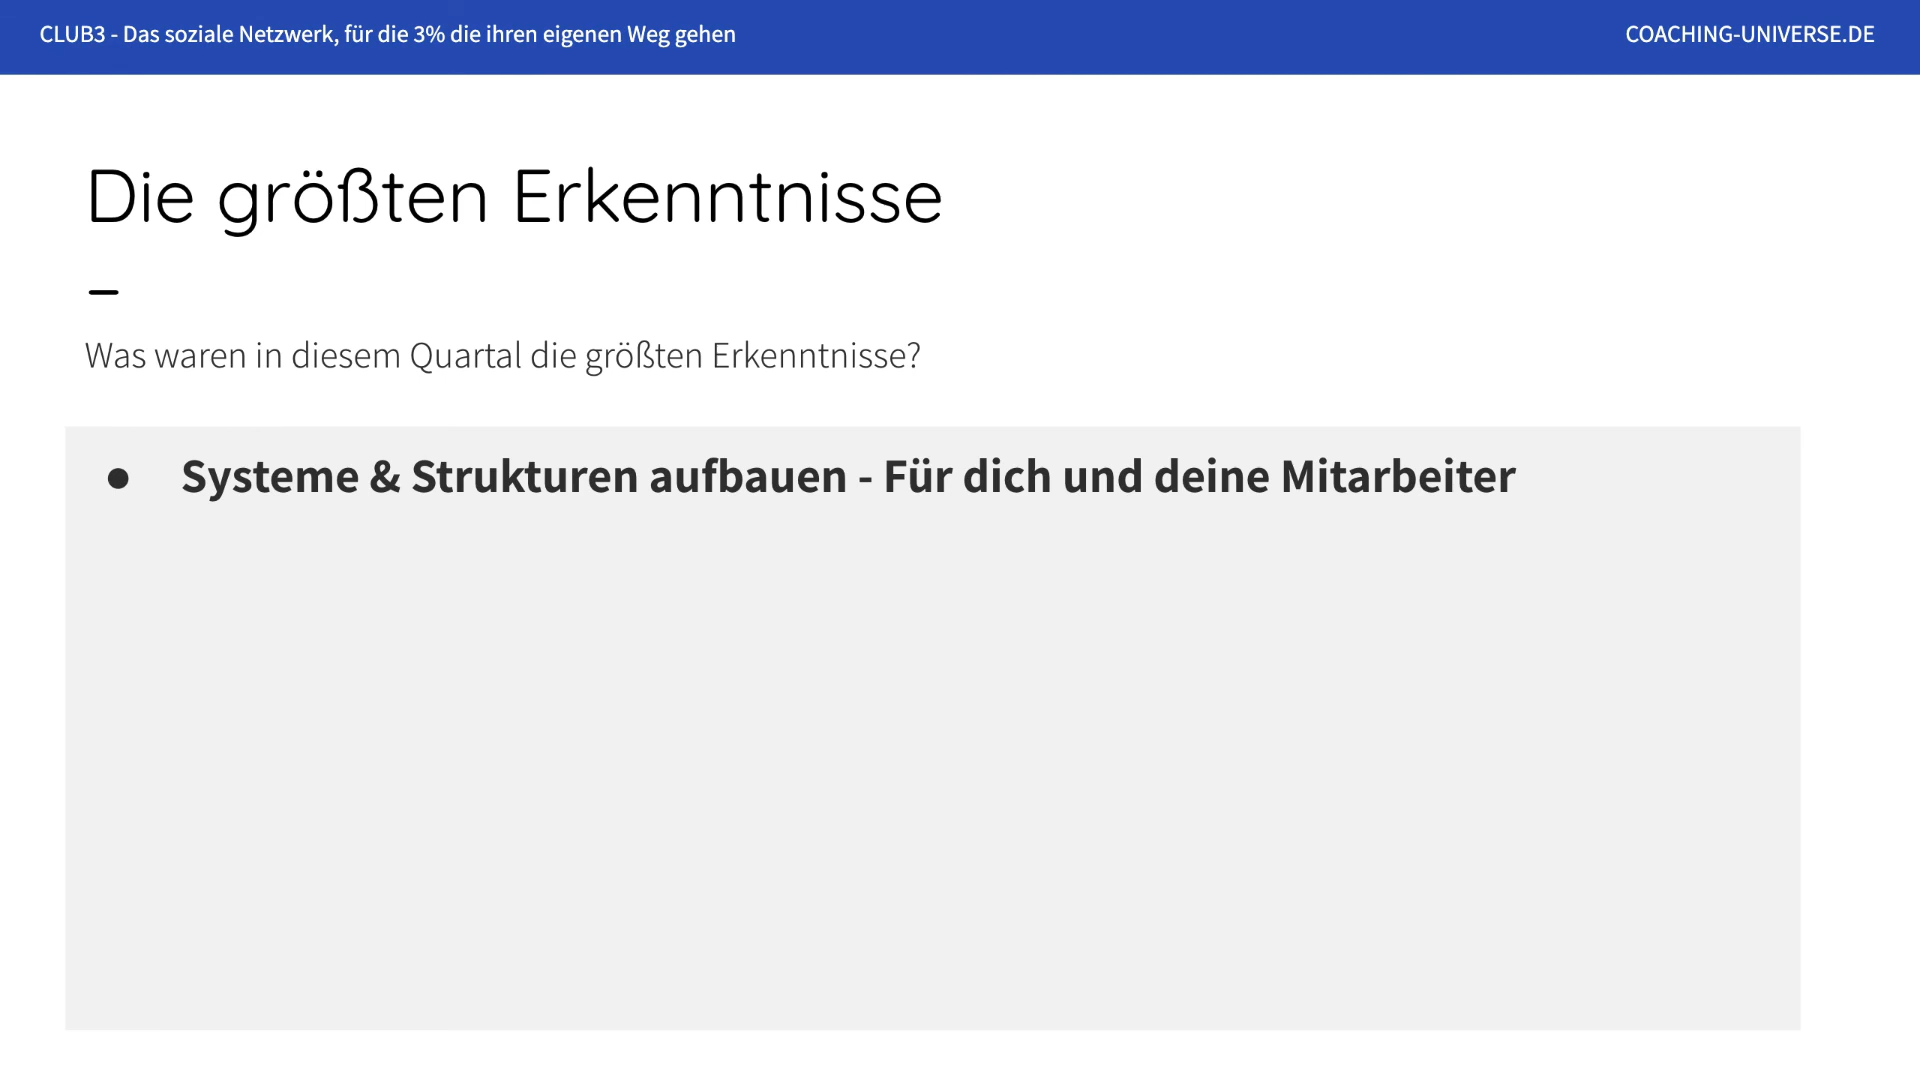 CLUB3 - Das soziale Netzwerk, für die 3% die ihren eigenen Weg gehen
COACHING-UNIVERSE.DE
Die größten Erkenntnisse
–
Was waren in diesem Quartal die größten Erkenntnisse?
● Systeme & Strukturen aufbauen - Für dich und deine Mitarbeiter